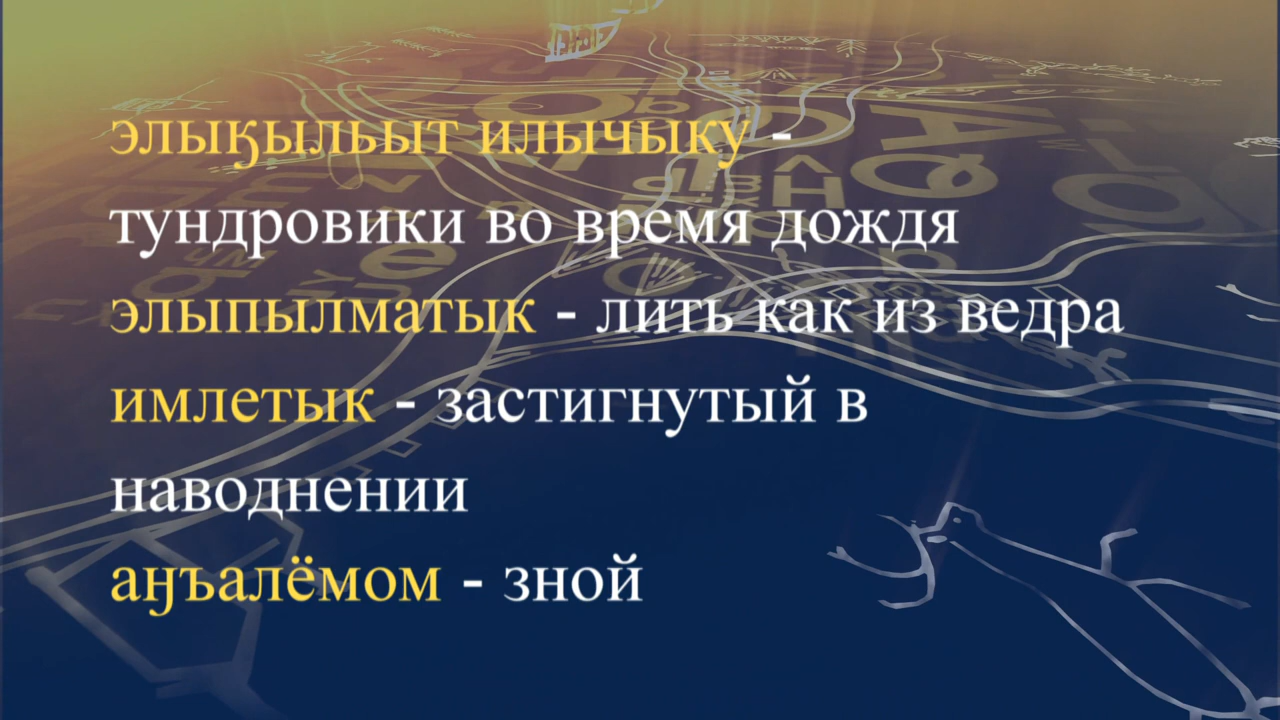 элыӄыльыт илычыку -
тундровики во время дождя
элыпылматык - лить как из ведра
имлетык - застигнутый в
наводнении
аӈъалёмом - зной